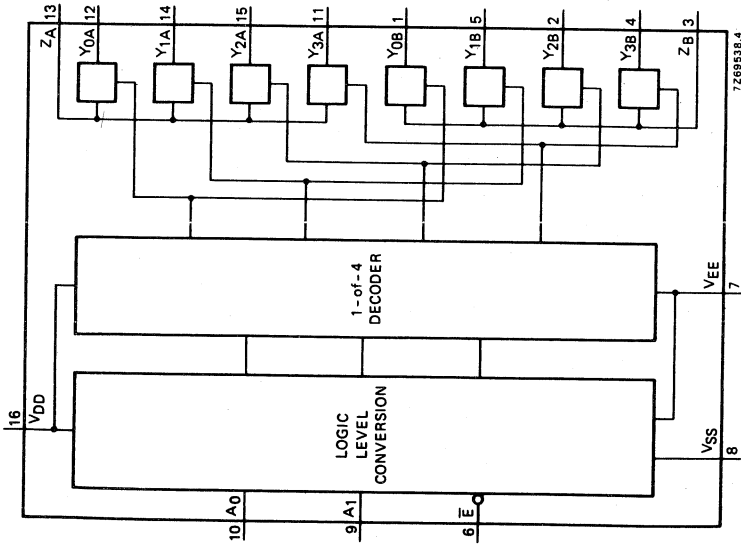 ZA 13
Y0A 12
Y1A 14
Y2A 15
Y3A 11
Y0B 1
Y1B 5
Y2B 2
Y3B 4
ZB 3
7Z69538.4
1-of-4
DECODER
16
VDD
LOGIC
LEVEL
CONVERSION
VEE
7
VSS
8
10 A0
9 A1
6 E̅